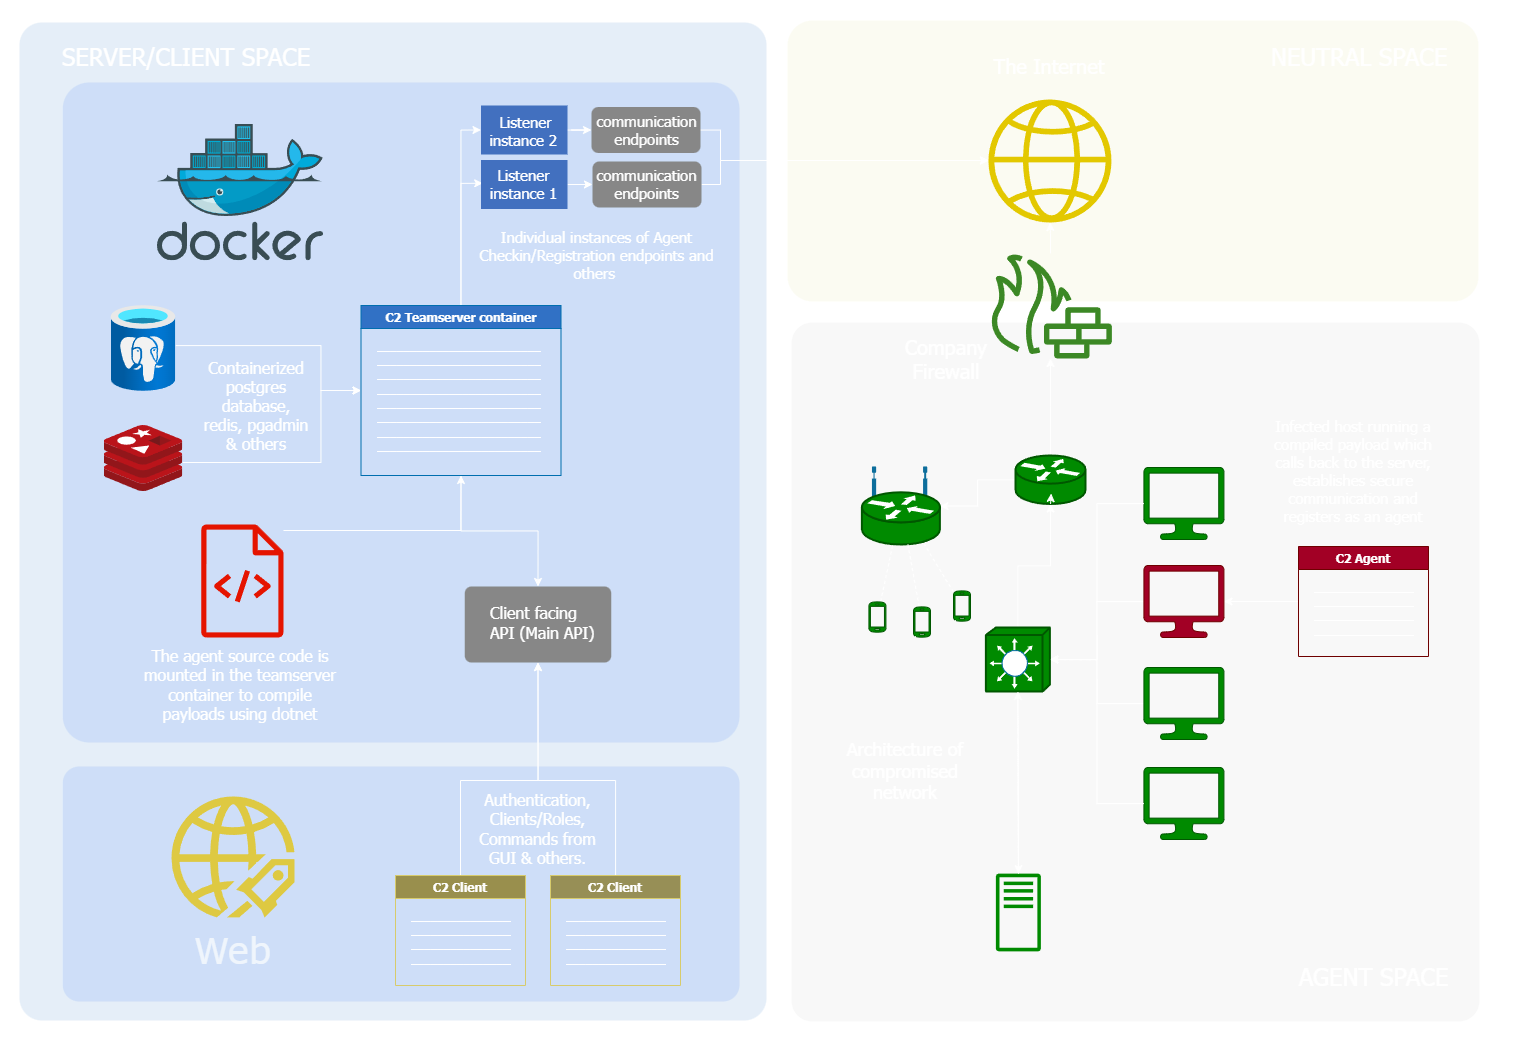 SERVER/CLIENT SPACE
docker
Listener
instance 2
communication
endpoints
Listener
instance 1
communication
endpoints
Individual instances of Agent
Checkin/Registration endpoints and
others
C2 Teamserver container
Containerized
postgres
database,
redis, pgadmin
& others
The agent source code is
mounted in the teamserver
container to compile
payloads using dotnet
Client facing
API (Main API)
Authentication,
Clients/Roles,
Commands from
GUI & others.
C2 Client
C2 Client
Web
NEUTRAL SPACE
The Internet
Company
Firewall
Infected host running a
compiled payload which
calls back to the server,
establishes secure
communication and
registers as an agent
C2 Agent
Architecture of
compromised
network
AGENT SPACE